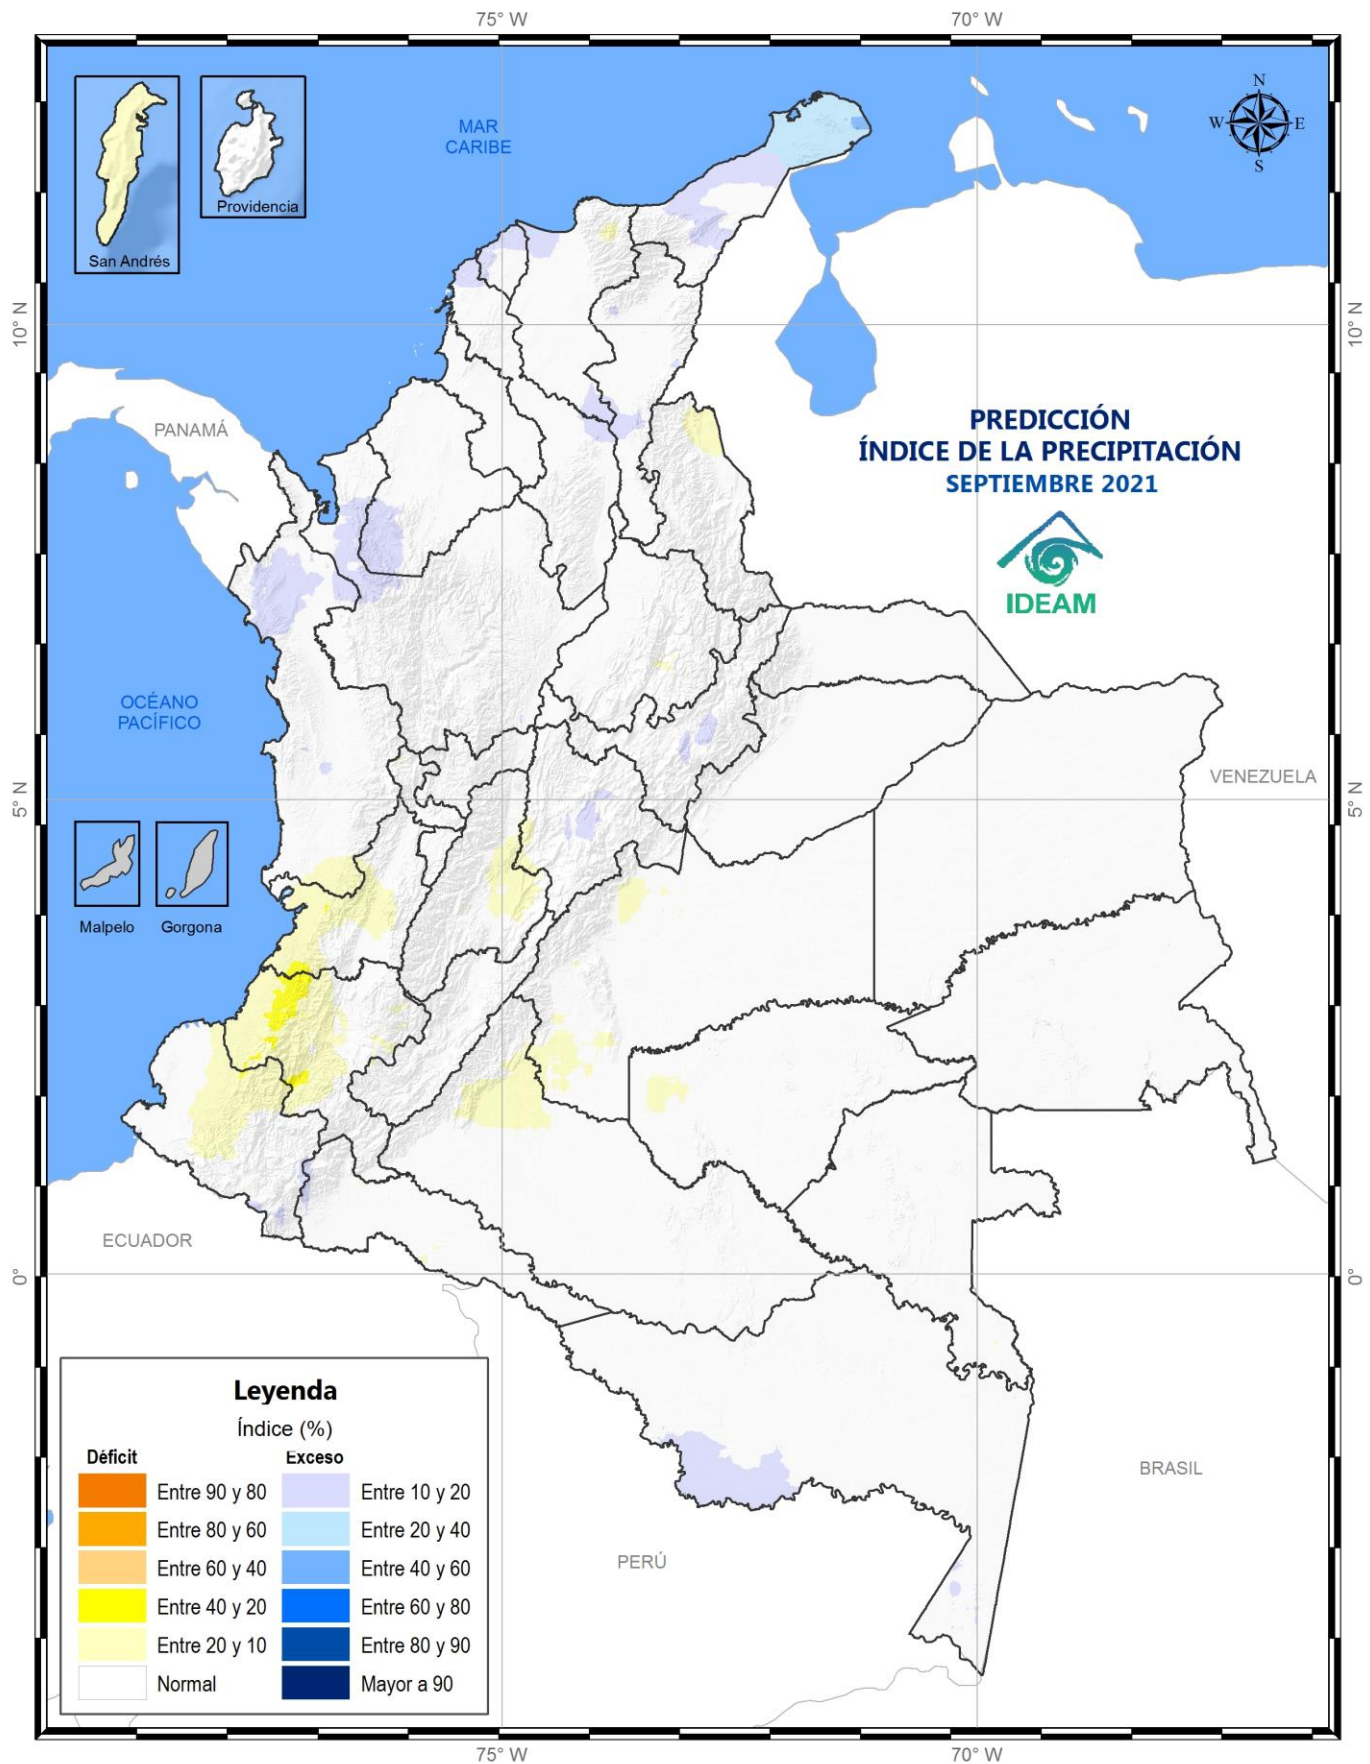 75° W
70° W
N
W
E
S
MAR
CARIBE
Providencia
San Andrés
10° N
10° N
PREDICCIÓN
ÍNDICE DE LA PRECIPITACIÓN
SEPTIEMBRE 2021
PANAMÁ
IDEAM
OCÉANO
PACÍFICO
VENEZUELA
5° N
5° N
Malpelo
Gorgona
ECUADOR
0°
0°
Leyenda
Índice (%)
Déficit
Exceso
Entre 90 y 80
Entre 10 y 20
Entre 80 y 60
Entre 20 y 40
Entre 60 y 40
Entre 40 y 60
Entre 40 y 20
Entre 60 y 80
Entre 20 y 10
Entre 80 y 90
Normal
Mayor a 90
BRASIL
PERÚ
75° W
70° W